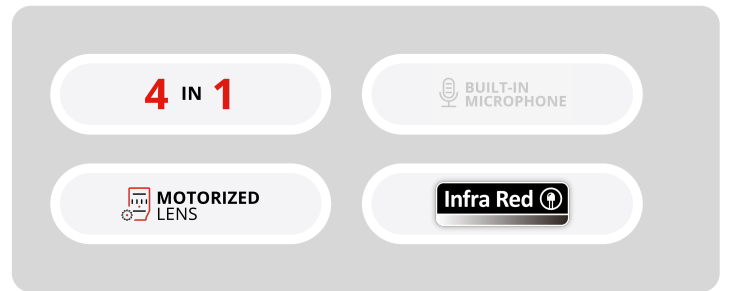 4 IN 1
BUILT-IN
MICROPHONE
MOTORIZED
LENS
Infra Red